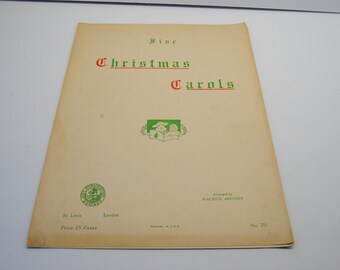 Five
Christmas
Carols
Arranged by
St. Louis London
Price 25 Cents
No.